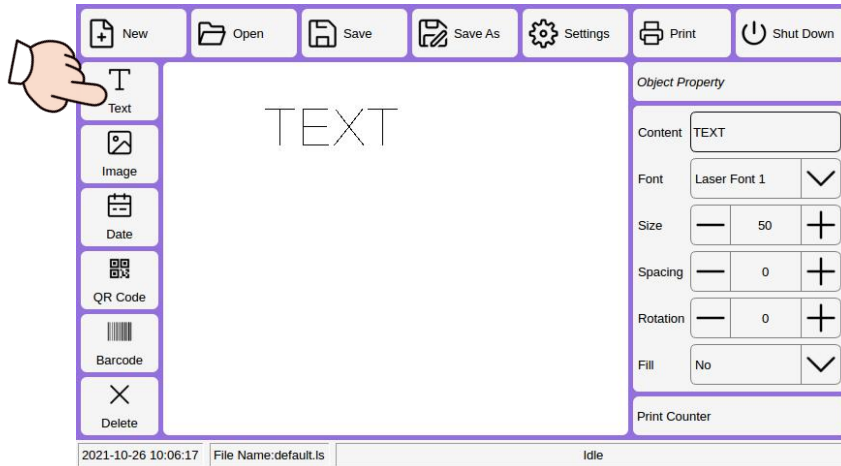 New Open Save Save As Settings Print Shut Down
Text
Image
Date
QR Code
Barcode
Delete
TEXT
Object Property
Content TEXT
Font Laser Font 1
Size 50
Spacing 0
Rotation 0
Fill No
Print Counter
2021-10-26 10:06:17 File Name:default.ls Idle